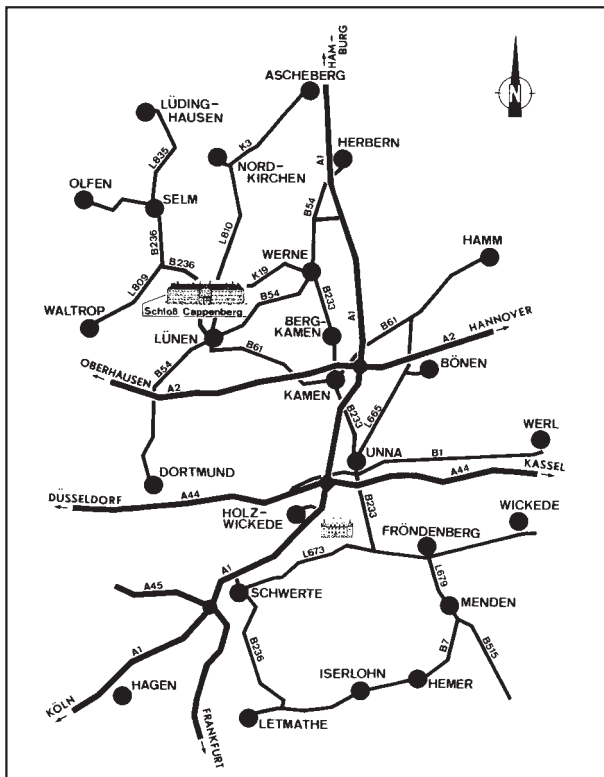 HAM-
BURG
ASCHEBERG
N
LÜDING-
HAUSEN
K3
HERBERN
A1
NORD-
KIRCHEN
L835
OLFEN
SELM
B54
L810
B236
HAMM
WERNE
B236
K19
L809
B233
Schloß Cappenberg
B54
A1
WALTROP
BERG-
KAMEN
B61
HANNOVER
LÜNEN
A2
B61
OBERHAUSEN
B54
BÖNEN
A2
KAMEN
B233
L665
WERL
UNNA
B1
DORTMUND
A44
KASSEL
DÜSSELDORF
A44
B233
WICKEDE
HOLZ-
WICKEDE
FRÖNDENBERG
L673
A1
L679
A45
SCHWERTE
MENDEN
B236
B7
B515
A1
ISERLOHN
HEMER
HAGEN
KÖLN
LETMATHE
FRANKFURT